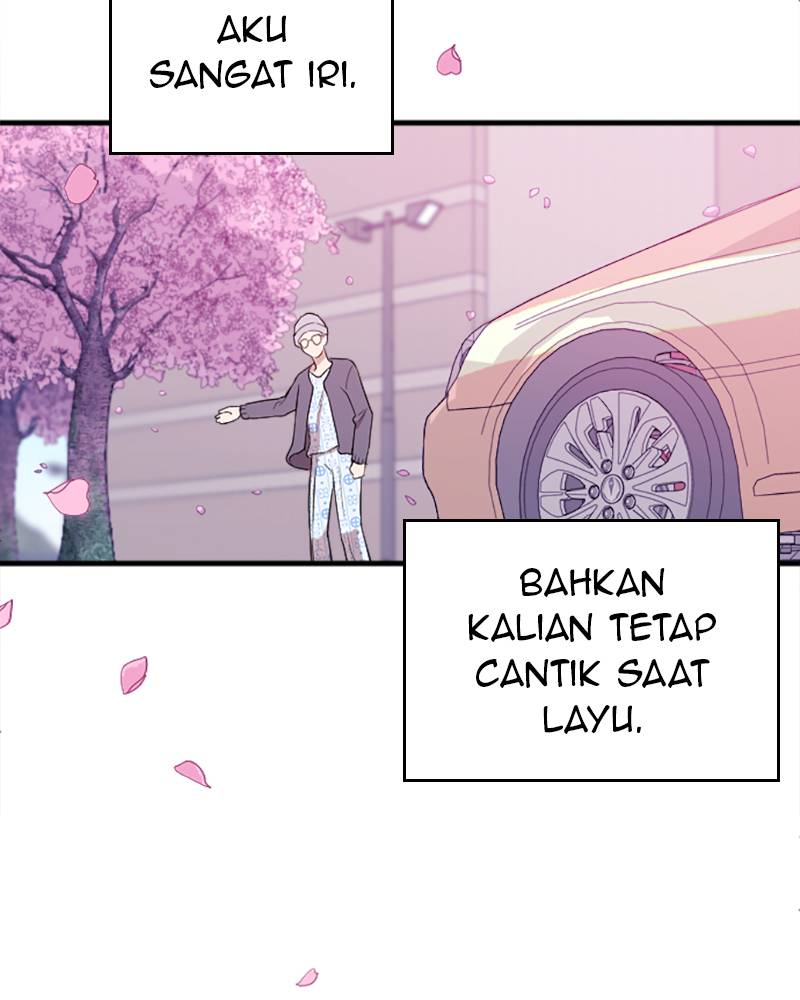 AKU
SANGAT IRI.
BAHKAN
KALIAN TETAP
CANTIK SAAT
LAYU.